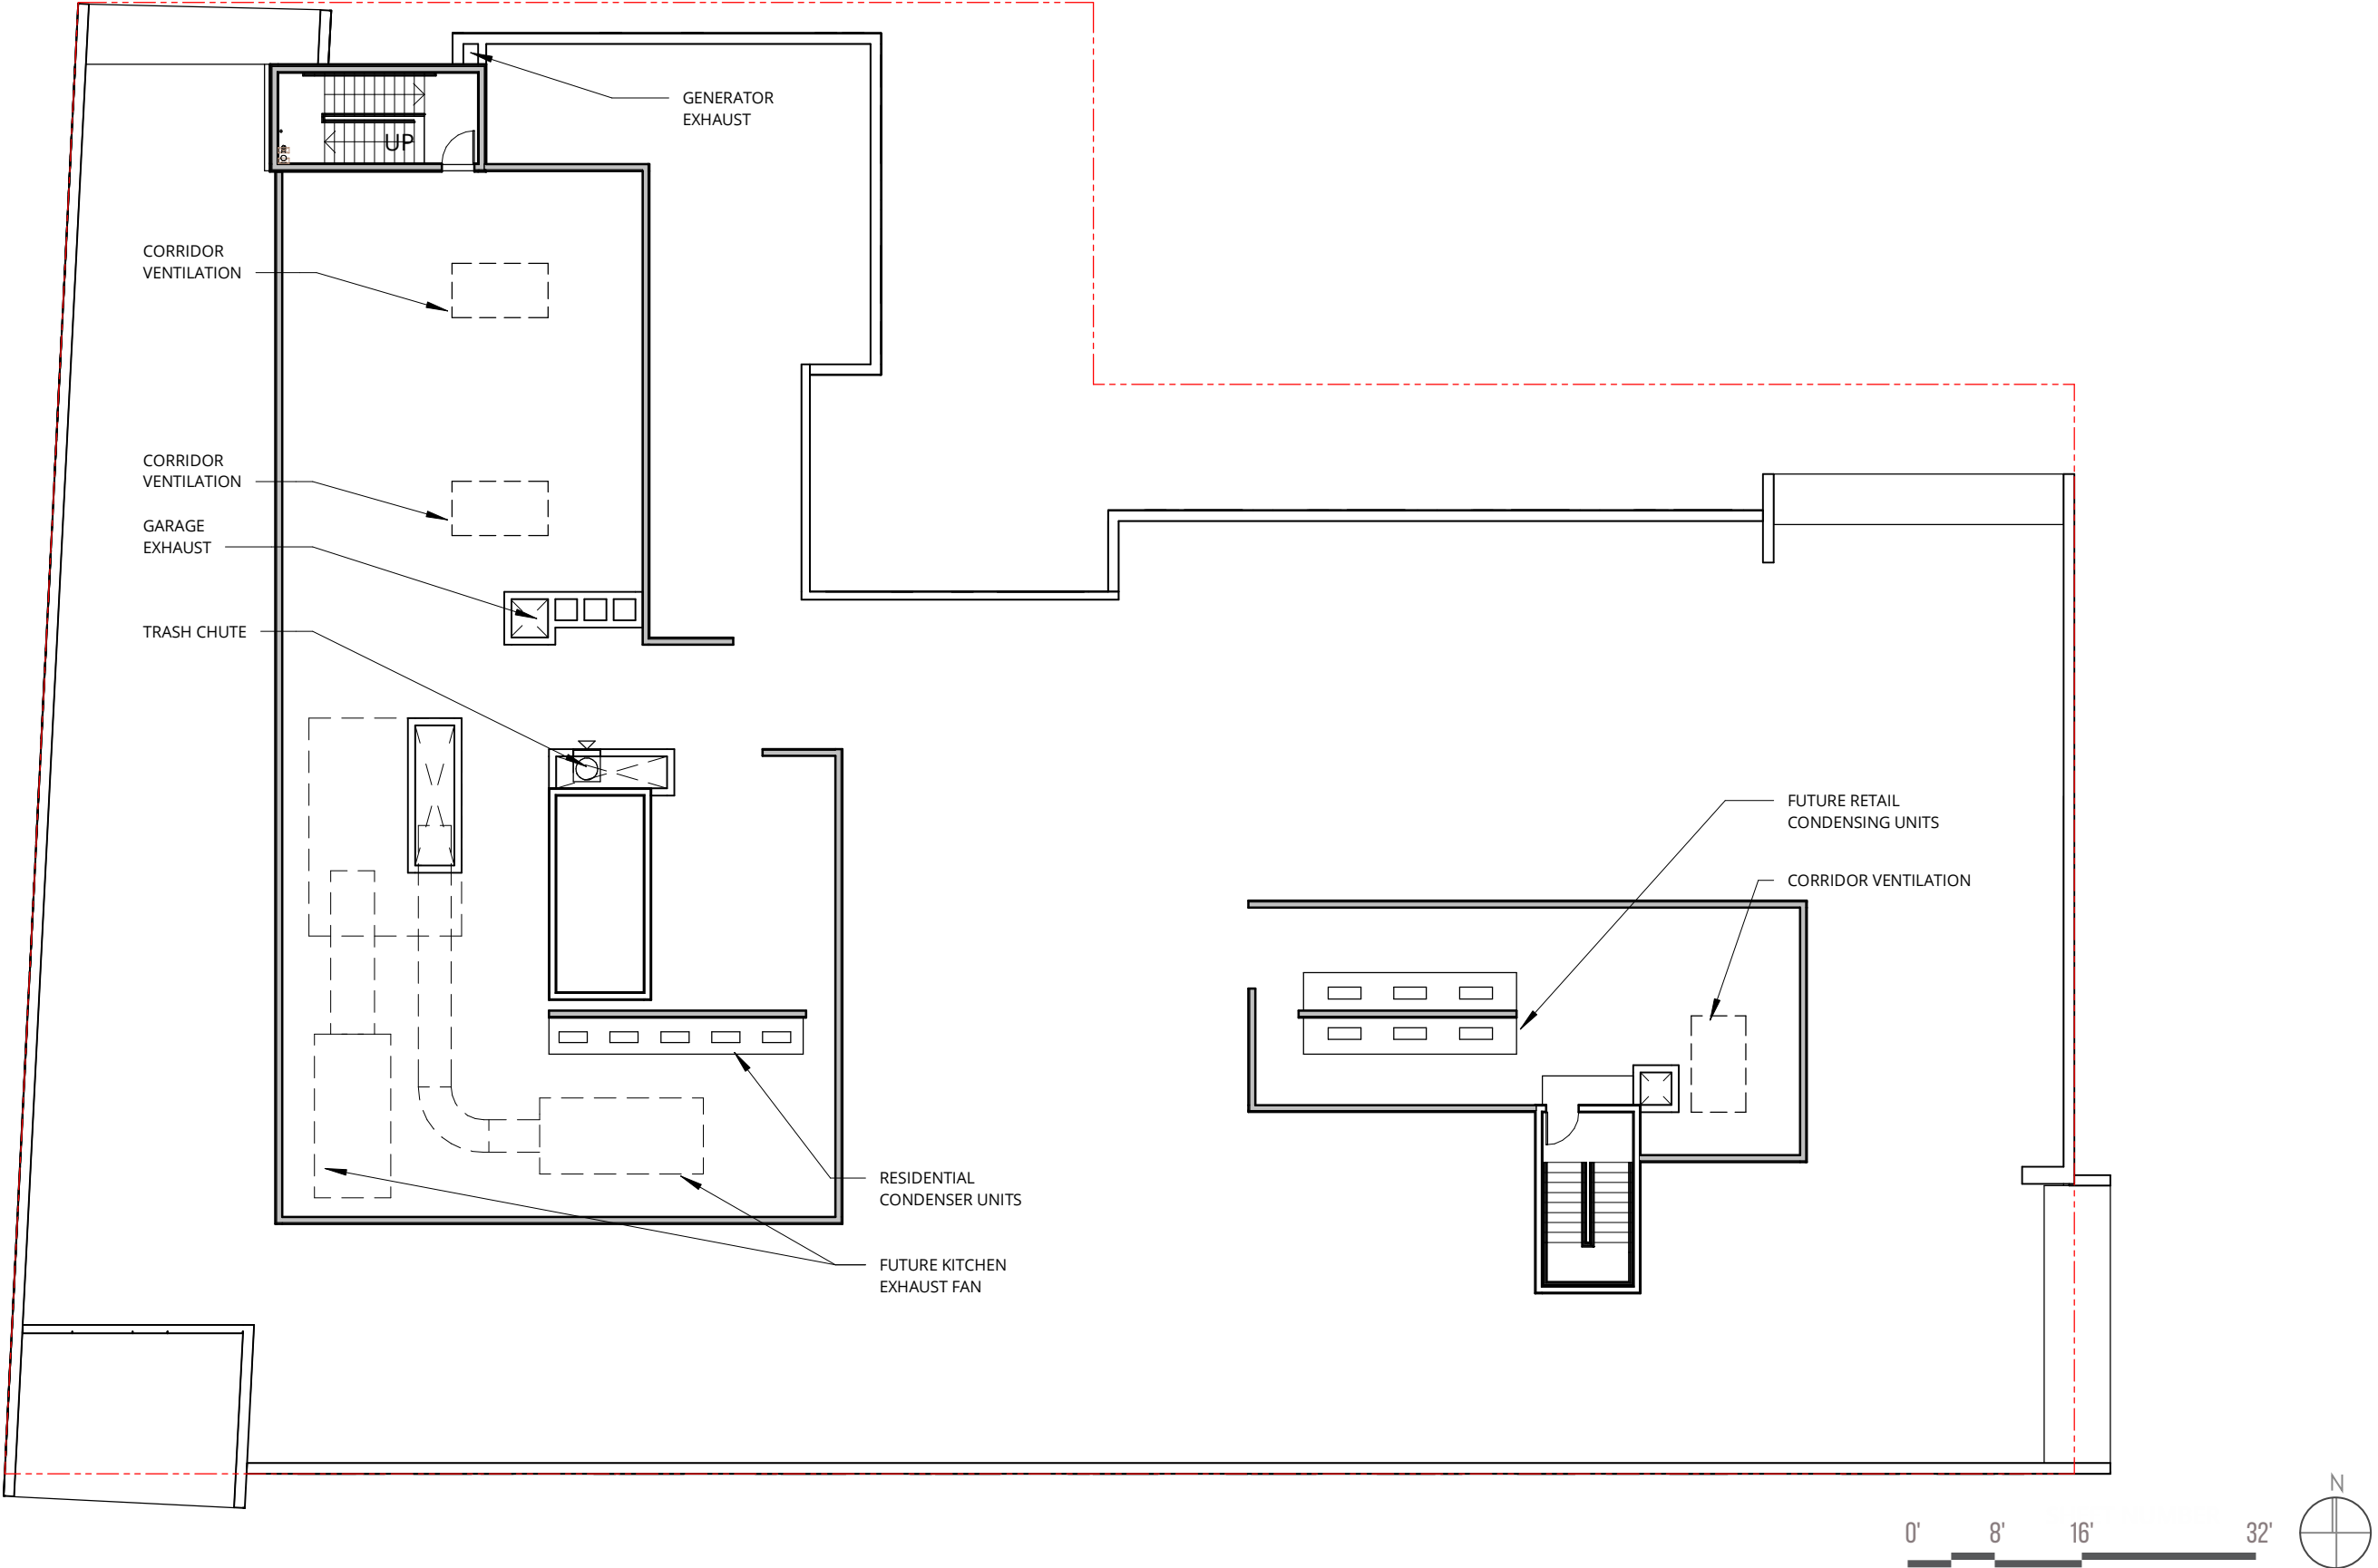 GENERATOR
EXHAUST
UP
CORRIDOR
VENTILATION
CORRIDOR
VENTILATION
GARAGE
EXHAUST
TRASH CHUTE
FUTURE RETAIL
CONDENSING UNITS
CORRIDOR VENTILATION
RESIDENTIAL
CONDENSER UNITS
FUTURE KITCHEN
EXHAUST FAN
N
0' 8' 16' 32'